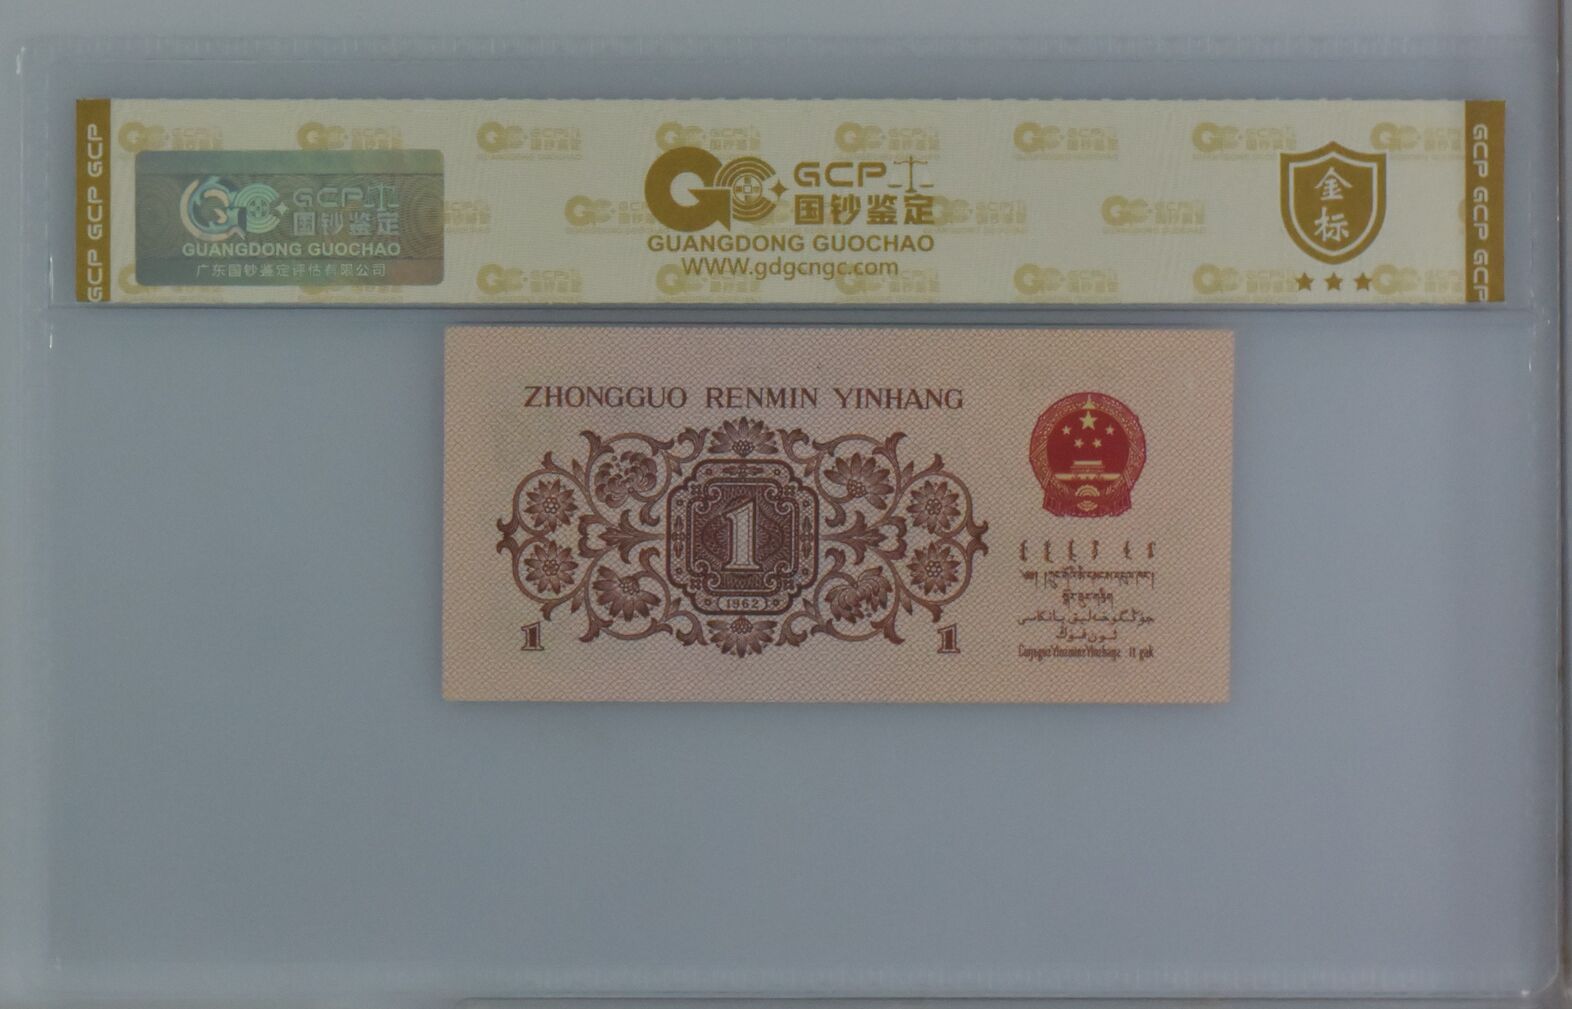 GCP GCP GCP
GCP 国钞鉴定
GUANGDONG GUOCHAO
广东国钞鉴定评估有限公司
GCP
国钞鉴定
GUANGDONG GUOCHAO
WWW.gdgcngc.com
金标
GCP GCP GCP
ZHONGGUO RENMIN YINHANG
1
1962
1
1